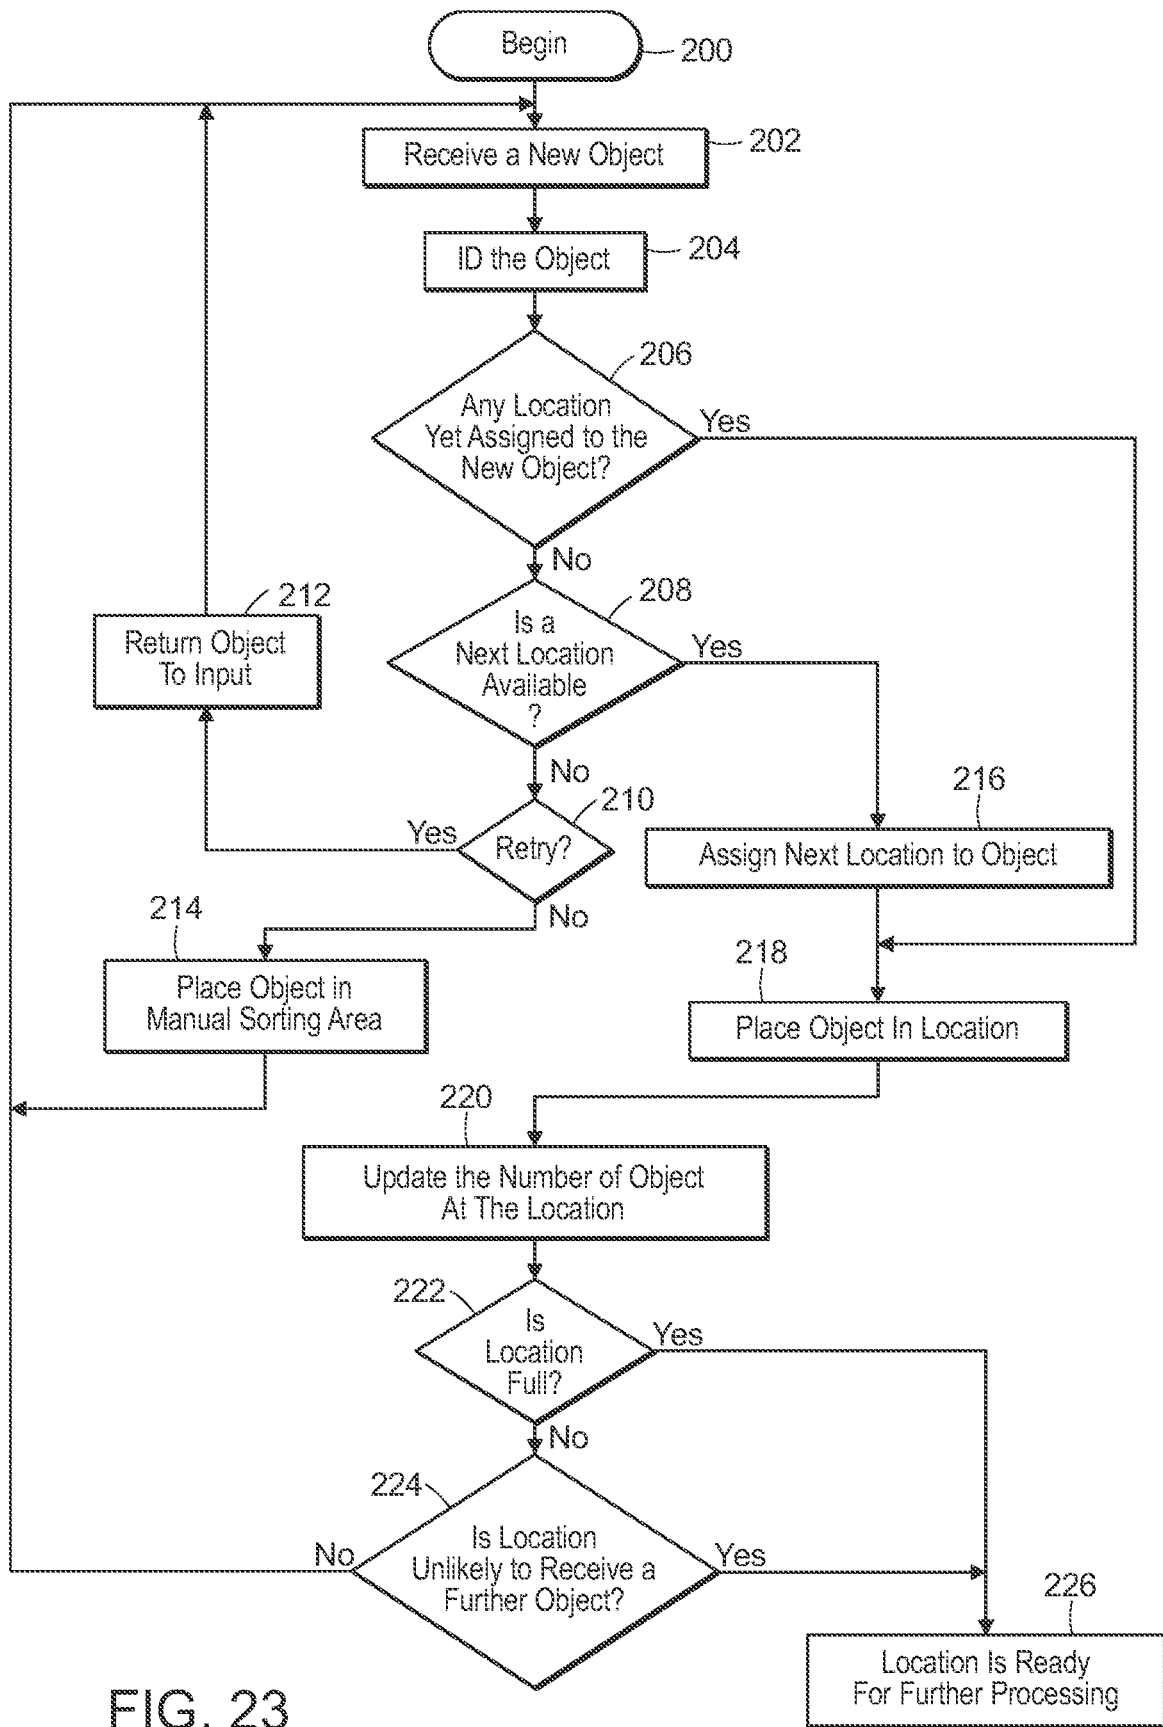 Begin
200
Receive a New Object
202
ID the Object
204
206
Any Location
Yet Assigned to the
New Object?
Yes
No
208
Is a
Next Location
Available
?
Yes
No
212
Return Object
To Input
210
Retry?
Yes
No
216
Assign Next Location to Object
214
Place Object in
Manual Sorting Area
218
Place Object In Location
220
Update the Number of Object
At The Location
222
Is
Location
Full?
Yes
No
224
Is Location
Unlikely to Receive a
Further Object?
No
Yes
226
Location Is Ready
For Further Processing
FIG. 23